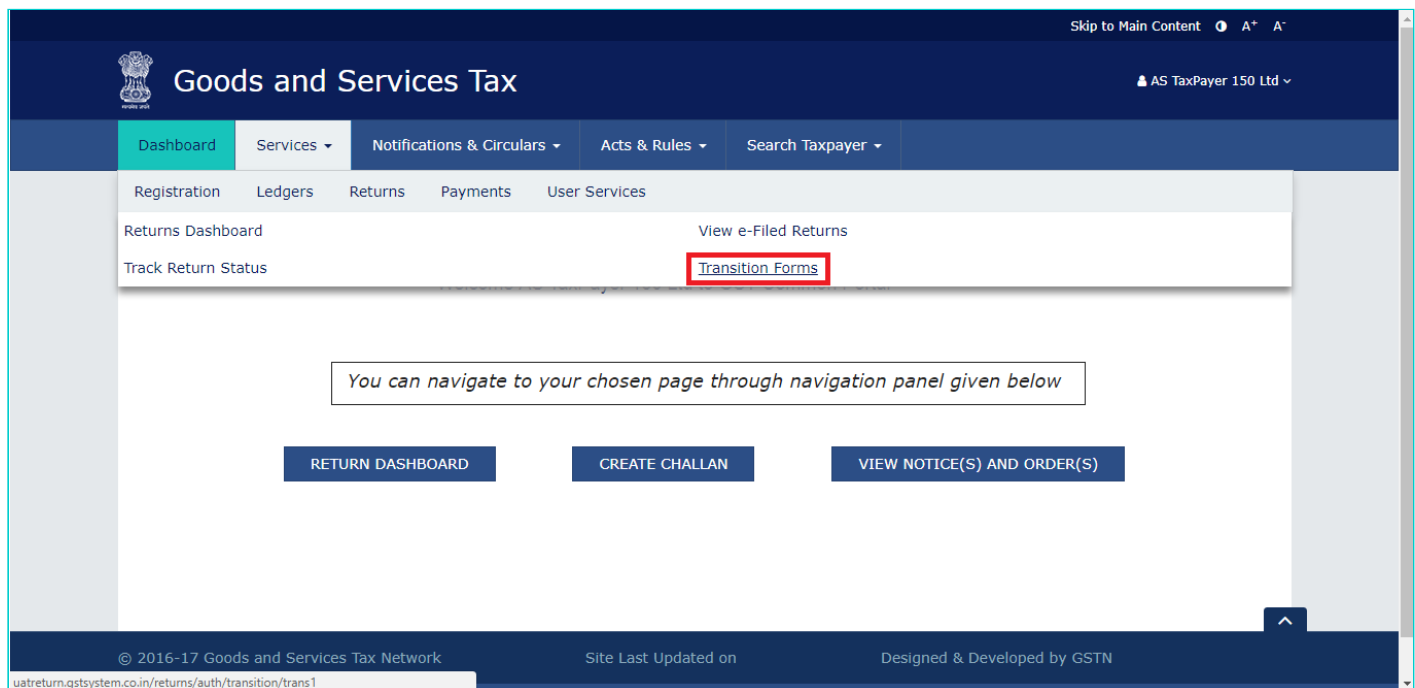 Skip to Main Content A+ A-
Goods and Services Tax
AS TaxPayer 150 Ltd
Dashboard Services Notifications & Circulars Acts & Rules Search Taxpayer
Registration Ledgers Returns Payments User Services
Returns Dashboard View e-Filed Returns
Track Return Status Transition Forms
You can navigate to your chosen page through navigation panel given below
RETURN DASHBOARD CREATE CHALLAN VIEW NOTICE(S) AND ORDER(S)
© 2016-17 Goods and Services Tax Network Site Last Updated on Designed & Developed by GSTN
uatreturn.gstsystem.co.in/returns/auth/transition/trans1